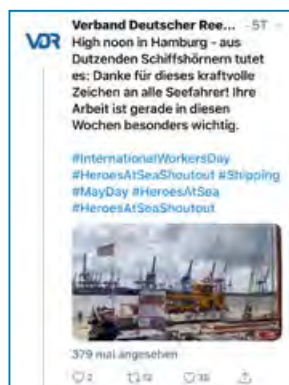 Verband Deutscher Ree... · 5T
VDR
High noon in Hamburg - aus
Dutzenden Schiffshörnern tutet
es: Danke für dieses kraftvolle
Zeichen an alle Seefahrer! Ihre
Arbeit ist gerade in diesen
Wochen besonders wichtig.
#InternationalWorkersDay
#HeroesAtSeaShoutout #Shipping
#MayDay #HeroesAtSea
#HeroesAtSeaShoutout
379 mal angesehen
2 12 35